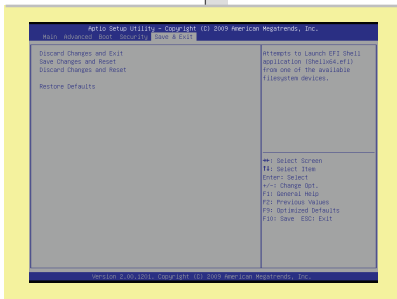 Aptio Setup Utility - Copyright (C) 2009 American Megatrends, Inc.
Main Advanced Boot Security Save & Exit
Discard Changes and Exit
Save Changes and Reset
Discard Changes and Reset
Restore Defaults
Attempts to Launch EFI Shell
application (Shellx64.efi)
from one of the available
filesystem devices.
↔: Select Screen
↑↓: Select Item
Enter: Select
+/-: Change Opt.
F1: General Help
F2: Previous Values
F9: Optimized Defaults
F10: Save ESC: Exit
Version 2.00.1201. Copyright (C) 2009 American Megatrends, Inc.